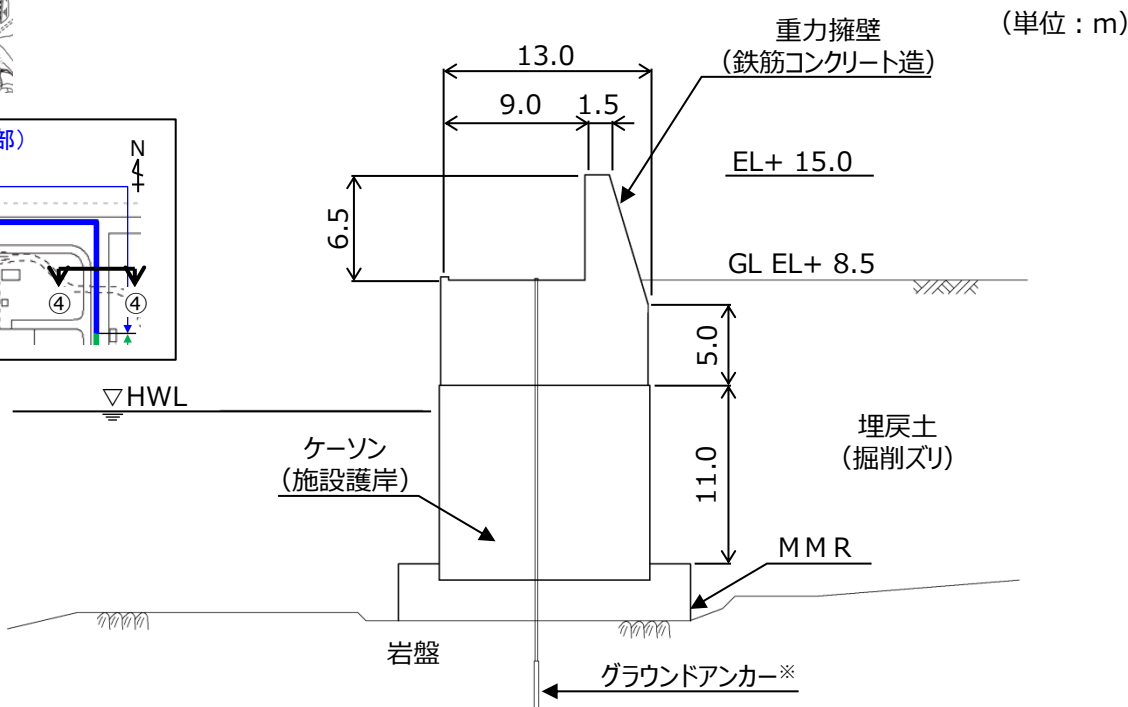 （単位：m）
重力擁壁
（鉄筋コンクリート造）
13.0
9.0 1.5
部）
N
EL+ 15.0
6.5
GL EL+ 8.5
④ ④
5.0
▽HWL
ケーソン
（施設護岸）
埋戻土
（掘削ズリ）
11.0
MMR
岩盤
グラウンドアンカー※